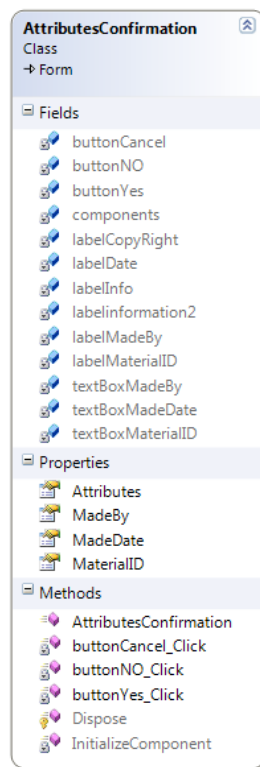 AttributesConfirmation
Class
Form
Fields
buttonCancel
buttonNO
buttonYes
components
labelCopyRight
labelDate
labelInfo
labelinformation2
labelMadeBy
labelMaterialID
textBoxMadeBy
textBoxMadeDate
textBoxMaterialID
Properties
Attributes
MadeBy
MadeDate
MaterialID
Methods
AttributesConfirmation
buttonCancel_Click
buttonNO_Click
buttonYes_Click
Dispose
InitializeComponent